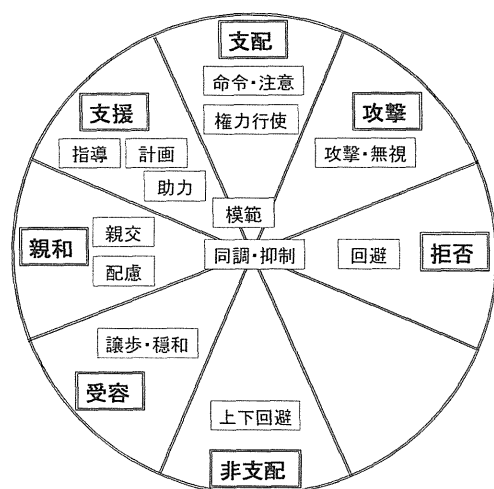 支配
命令・注意
権力行使
支援
指導
計画
助力
攻撃
攻撃・無視
模範
同調・抑制
親和
親交
配慮
回避
拒否
譲歩・穏和
受容
上下回避
非支配